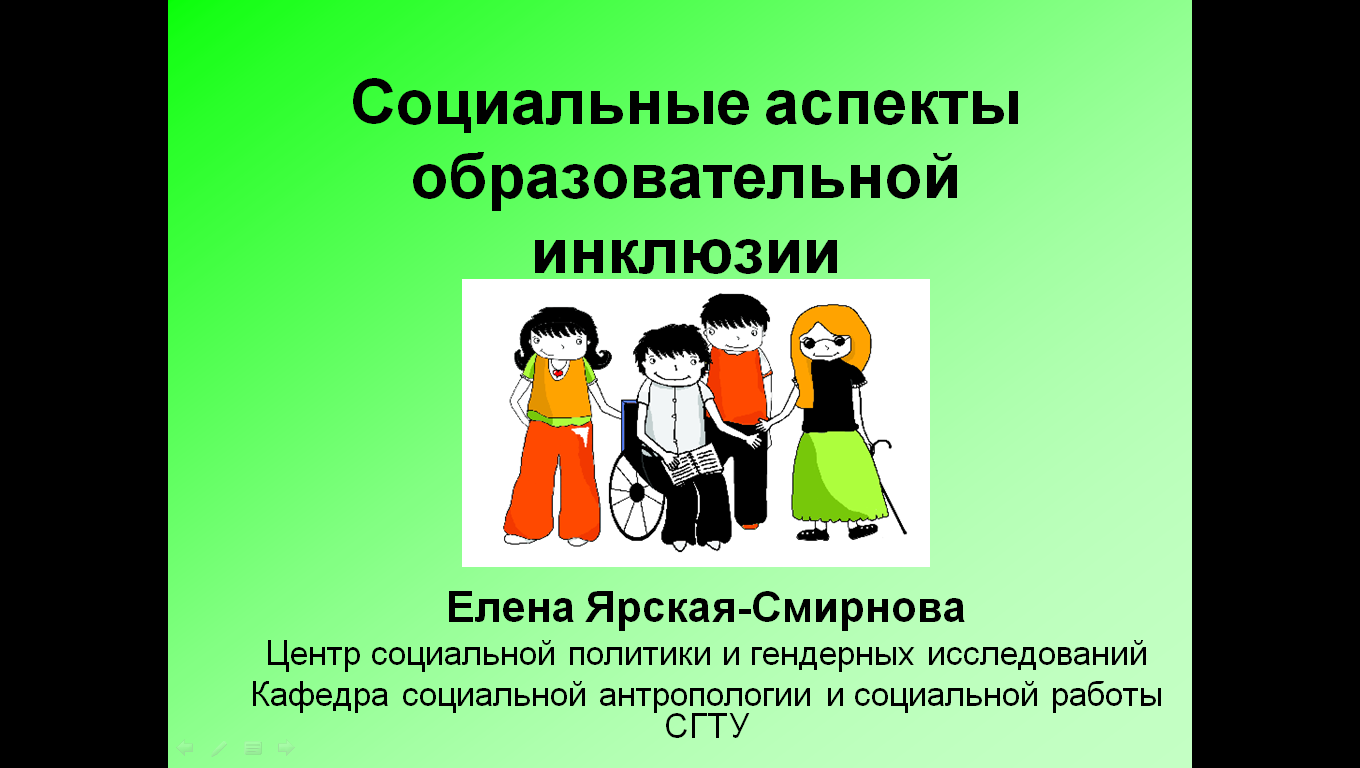 Социальные аспекты
образовательной
инклюзии
Елена Ярская-Смирнова
Центр социальной политики и гендерных исследований
Кафедра социальной антропологии и социальной работы
СГТУ